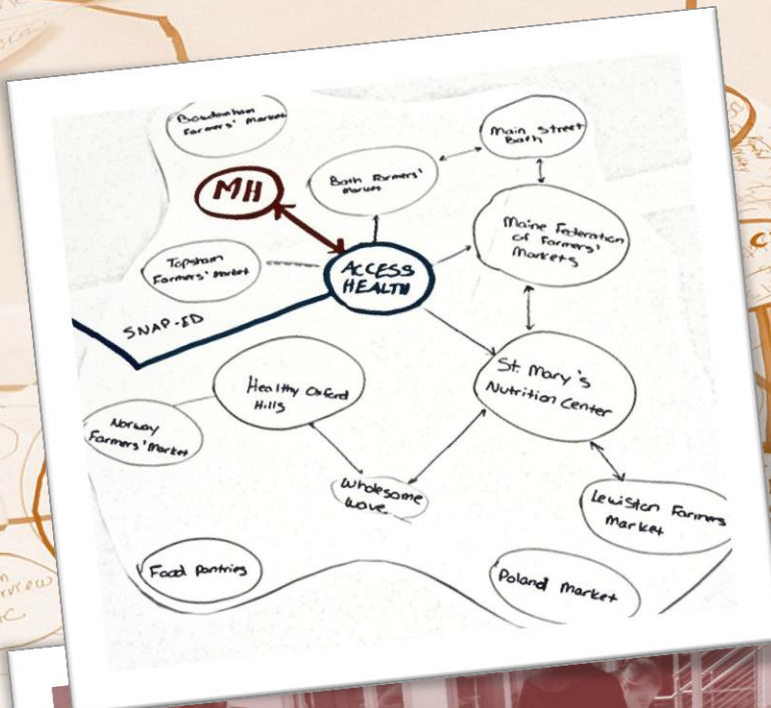 Bowdoinham
Farmers' Market
Main Street
Bath
MH
Bath Farmers'
Market
Maine Federation
of Farmers'
Markets
Topsham
Farmers' Market
ACCESS
HEALTH
SNAP-ED
Healthy Oxford
Hills
St. Mary's
Nutrition Center
Norway
Farmers' Market
Wholesome
Wave
Lewiston Farmers
Market
Food Pantries
Poland Market